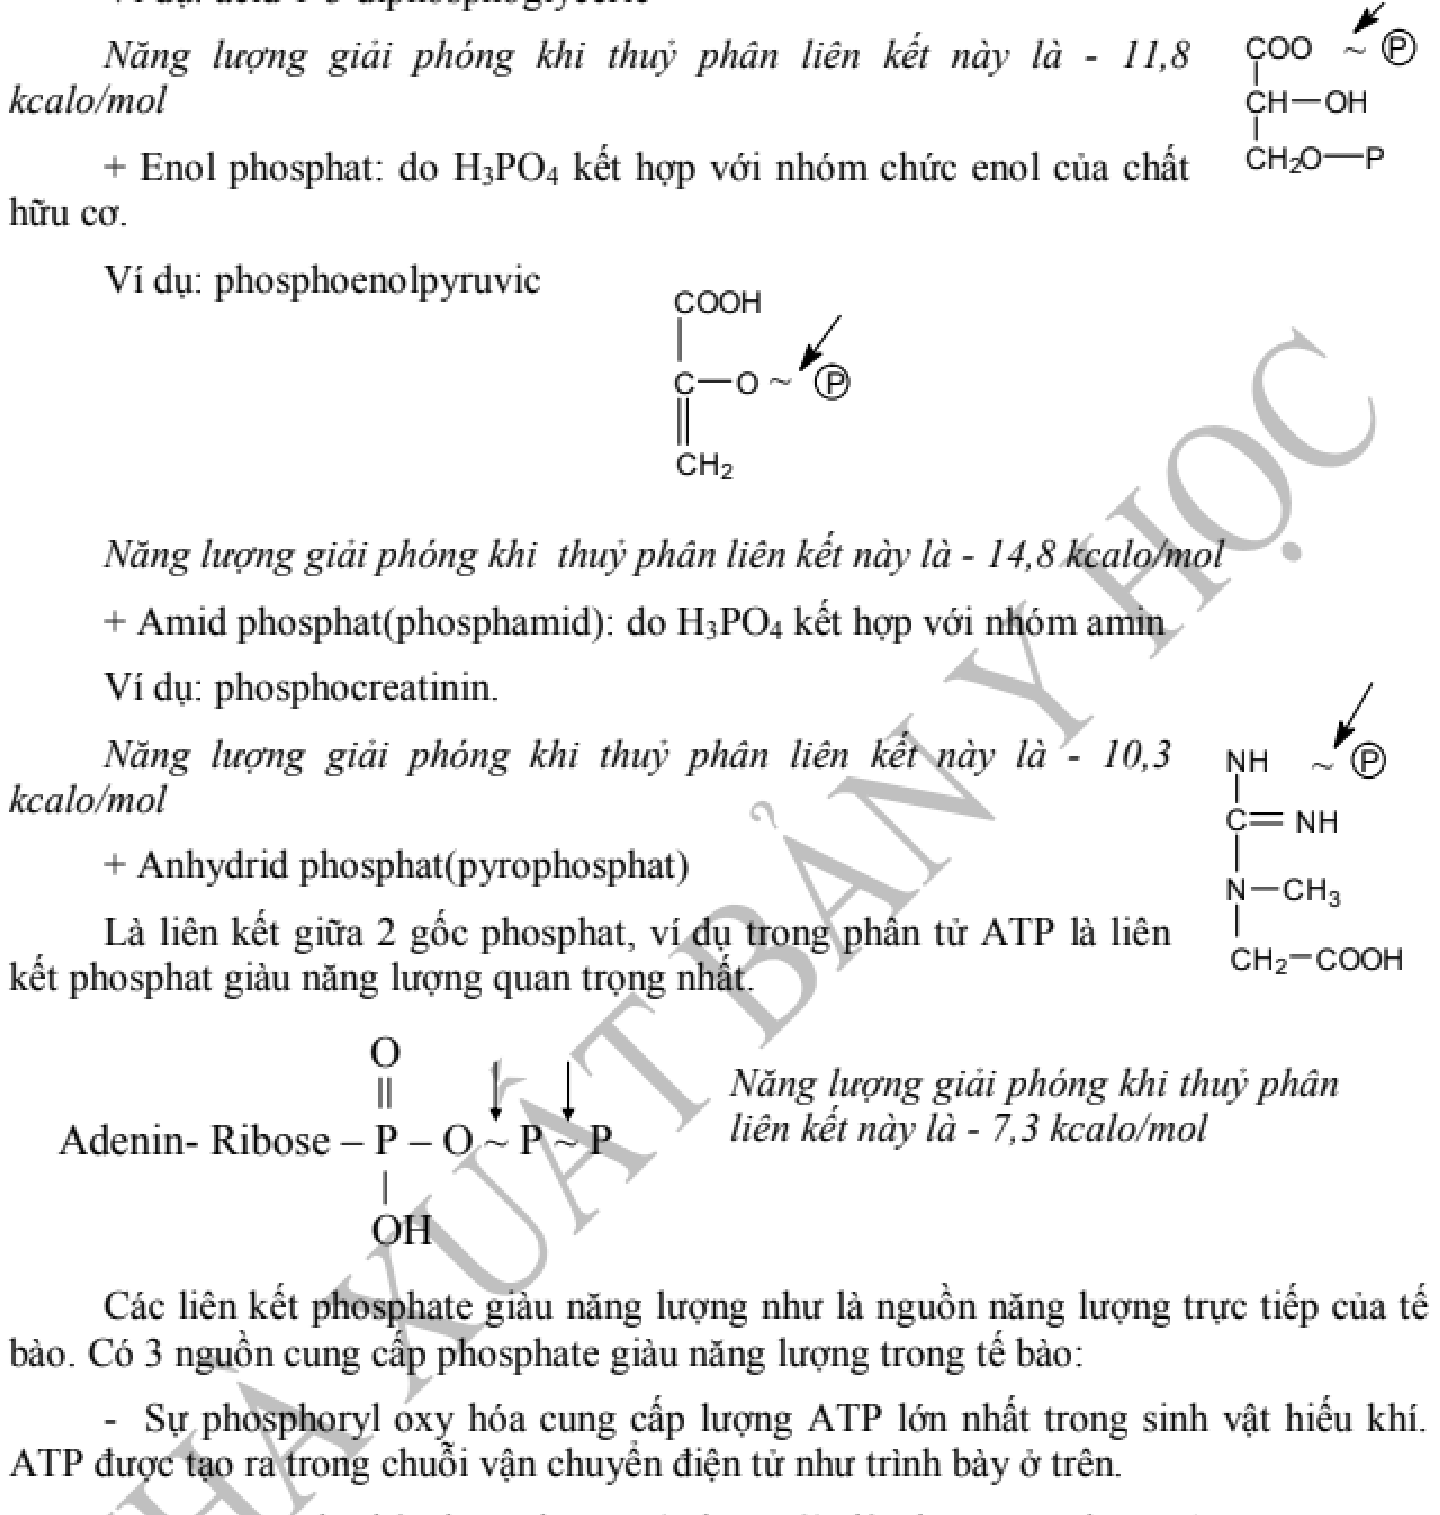 Năng lượng giải phóng khi thuỷ phân liên kết này là - 11,8
kcalo/mol
COO ~ P
CH—OH
CH₂O—P
+ Enol phosphat: do H₃PO₄ kết hợp với nhóm chức enol của chất
hữu cơ.
Ví dụ: phosphoenolpyruvic
COOH
C—O ~ P
CH₂
Năng lượng giải phóng khi thuỷ phân liên kết này là - 14,8 kcalo/mol
+ Amid phosphat(phosphamid): do H₃PO₄ kết hợp với nhóm amin
Ví dụ: phosphocreatinin.
Năng lượng giải phóng khi thuỷ phân liên kết này là - 10,3
kcalo/mol
NH ~ P
C= NH
N—CH₃
CH₂—COOH
+ Anhydrid phosphat(pyrophosphat)
Là liên kết giữa 2 gốc phosphat, ví dụ trong phân tử ATP là liên
kết phosphat giàu năng lượng quan trọng nhất.
O
Adenin- Ribose – P – O ~ P ~ P
OH
Năng lượng giải phóng khi thuỷ phân
liên kết này là - 7,3 kcalo/mol
Các liên kết phosphate giàu năng lượng như là nguồn năng lượng trực tiếp của tế
bào. Có 3 nguồn cung cấp phosphate giàu năng lượng trong tế bào:
- Sự phosphoryl oxy hóa cung cấp lượng ATP lớn nhất trong sinh vật hiếu khí.
ATP được tạo ra trong chuỗi vận chuyển điện tử như trình bày ở trên.
NHÀ XUẤT BẢN Y HỌC